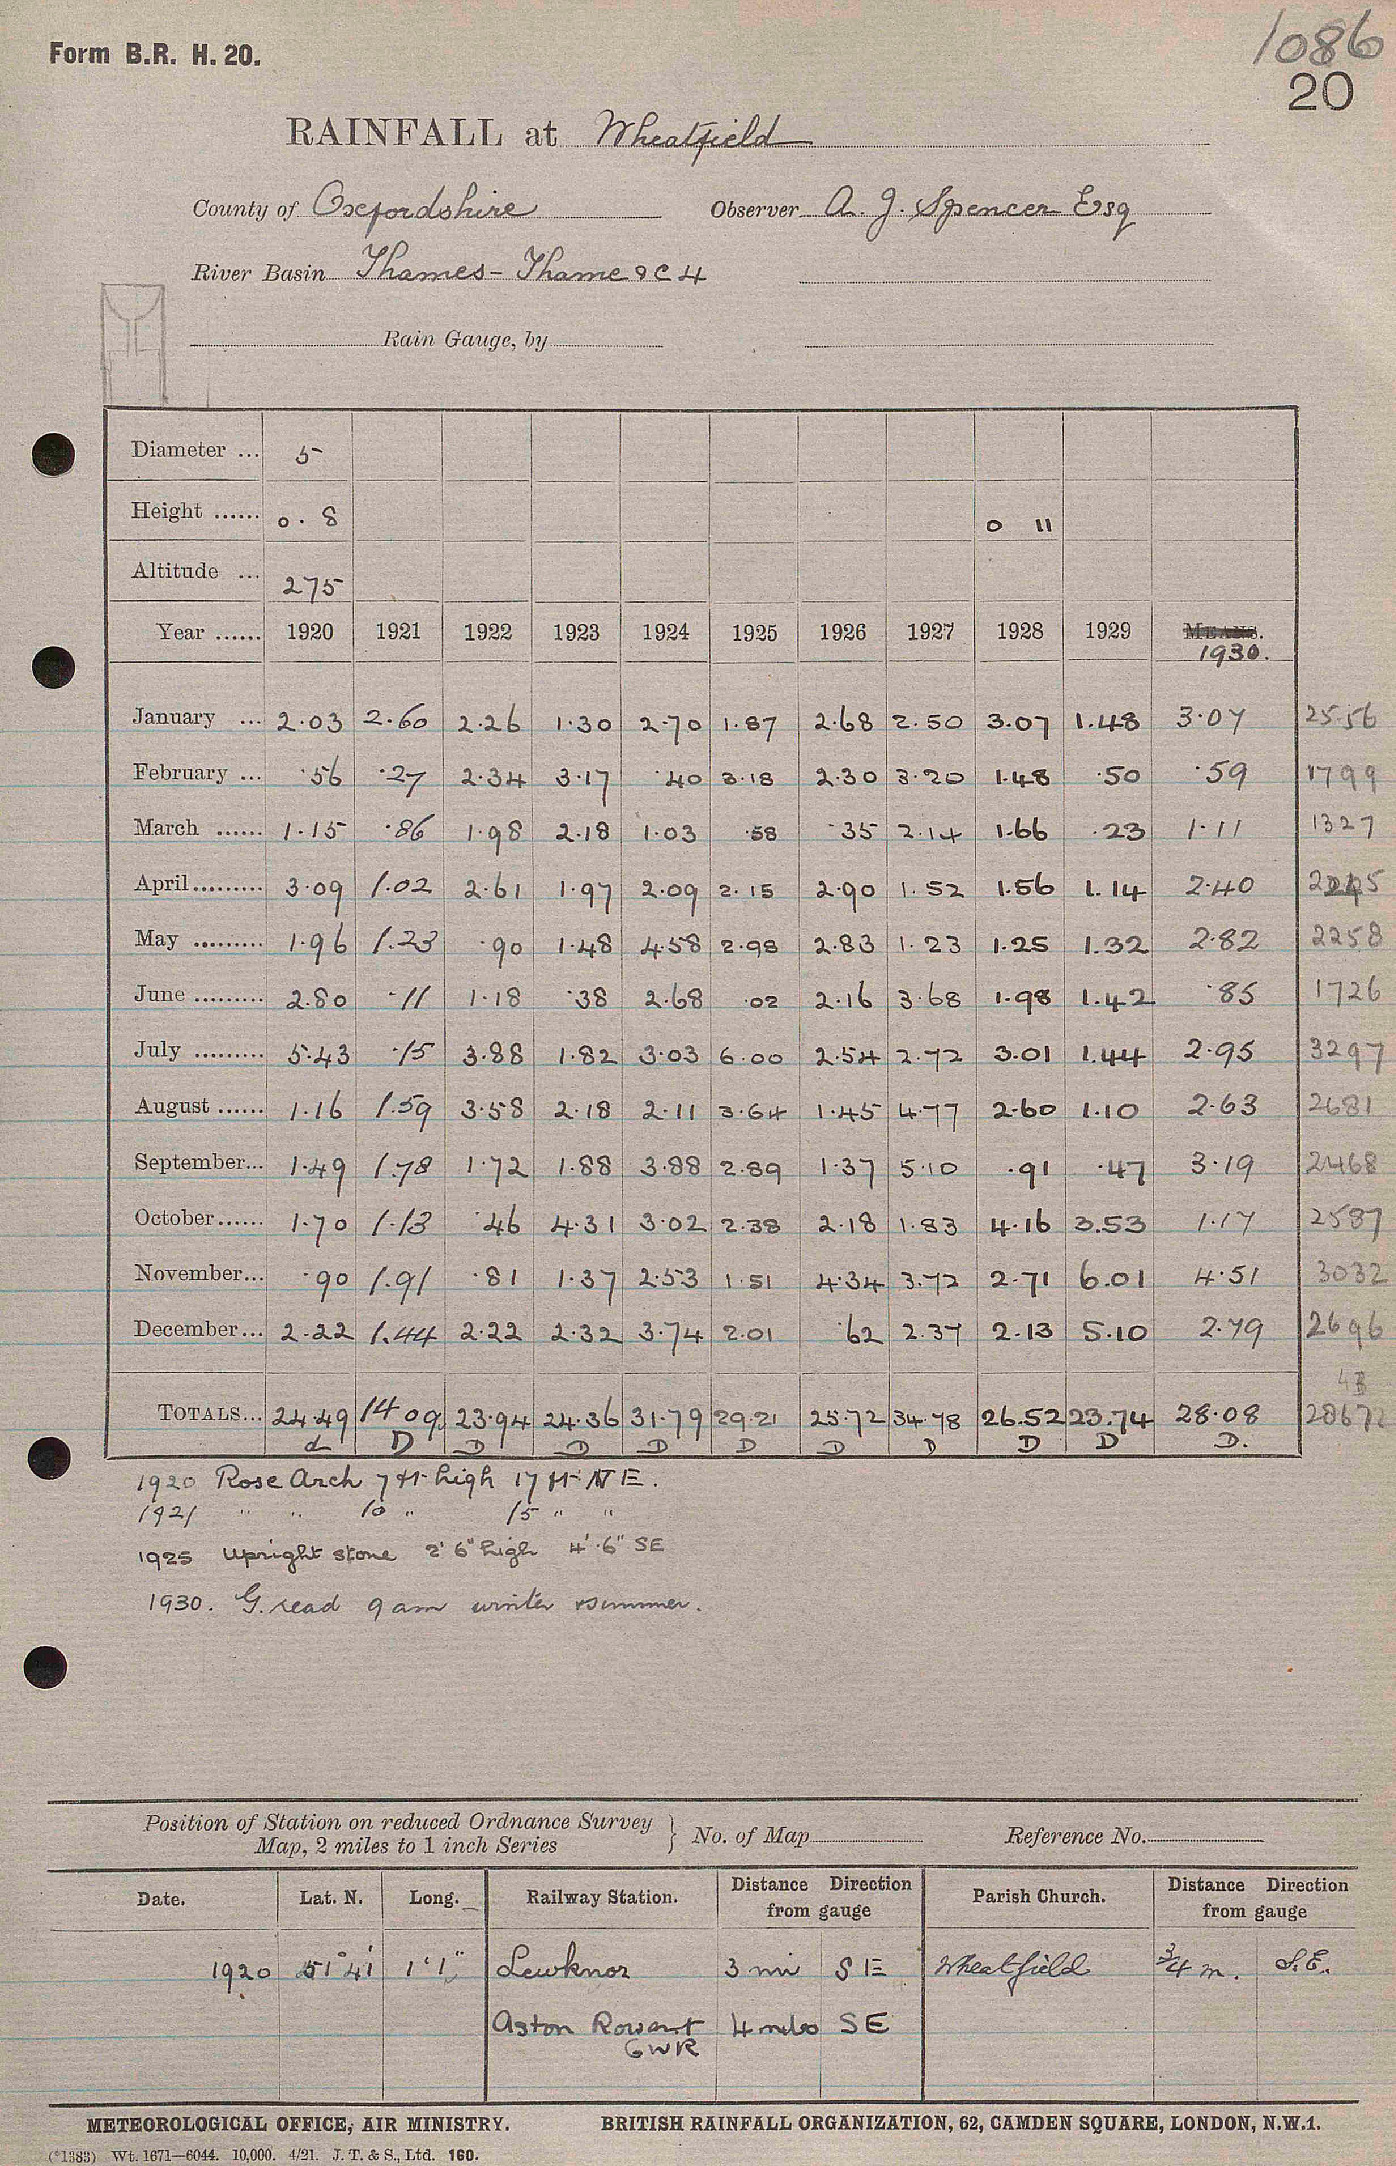 Form B.R. H. 20.
1086
20
RAINFALL at Wheatfield
County of Oxfordshire Observer A. J. Spencer Esq
River Basin Thames - Thame & C 4
Rain Gauge, by
Diameter ... 5
Height ...... 0. 8 0 11
Altitude ... 275
Year ...... 1920 1921 1922 1923 1924 1925 1926 1927 1928 1929 MEANS.
1930.
January ... 2.03 2.60 2.26 1.30 2.70 1.87 2.68 2.50 3.07 1.48 3.07 25.56
February ... .56 .27 2.34 3.17 .40 3.18 2.30 3.20 1.48 .50 .59 1799
March ...... 1.15 .86 1.98 2.18 1.03 .58 .35 2.14 1.66 .23 1.11 1327
April ......... 3.09 1.02 2.61 1.97 2.09 2.15 2.90 1.52 1.56 1.14 2.40
May ......... 1.96 1.23 .90 1.48 4.58 2.98 2.83 1.23 1.25 1.32 2.82 2258
June ......... 2.80 .11 1.18 .38 2.68 .02 2.16 3.68 1.98 1.42 .85 1726
July ......... 5.43 .15 3.88 1.82 3.03 6.00 2.54 2.72 3.01 1.44 2.95 3297
August ...... 1.16 1.59 3.58 2.18 2.11 3.64 1.45 4.77 2.60 1.10 2.63 2681
September... 1.49 1.78 1.72 1.88 3.88 2.89 1.37 5.10 .91 .47 3.19 2468
October...... 1.70 1.13 .46 4.31 3.02 2.38 2.18 1.83 4.16 3.53 1.17 2587
November... .90 1.91 .81 1.37 2.53 1.51 4.34 3.72 2.71 6.01 4.51 3032
December... 2.22 1.44 2.22 2.32 3.74 2.01 .62 2.37 2.13 5.10 2.79 2696
TOTALS... 24.49 14 09 23.94 24.36 31.79 29.21 25.72 34.78 26.52 23.74 28.08 28672
d D D D D D D D D D D.
1920 Rose Arch 7 ft high 17 ft NE.
1921 " " 10 " 15 " "
1925 Upright stone 2' 6" high 4'.6" SE
1930. G. read 9 am winter & summer.
Position of Station on reduced Ordnance Survey
Map, 2 miles to 1 inch Series } No. of Map Reference No.
Date. Lat. N. Long. Railway Station. Distance Direction
from gauge Parish Church. Distance Direction
from gauge
1920 51° 41' 1° 1' Lewknor 3 mi SE Wheatfield 3/4 m. S.E.
Aston Rowant 4 miles SE
GWR
METEOROLOGICAL OFFICE, AIR MINISTRY. BRITISH RAINFALL ORGANIZATION, 62, CAMDEN SQUARE, LONDON, N.W.1.
(*1383) Wt. 1671—6044. 10,000. 4/21. J. T. & S., Ltd. 160.